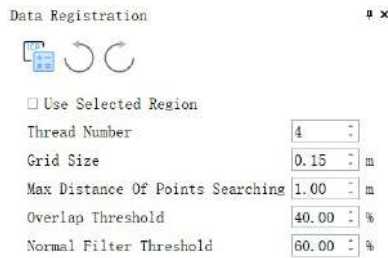 Data Registration
ICP
Use Selected Region
Thread Number 4
Grid Size 0.15 m
Max Distance Of Points Searching 1.00 m
Overlap Threshold 40.00 %
Normal Filter Threshold 60.00 %